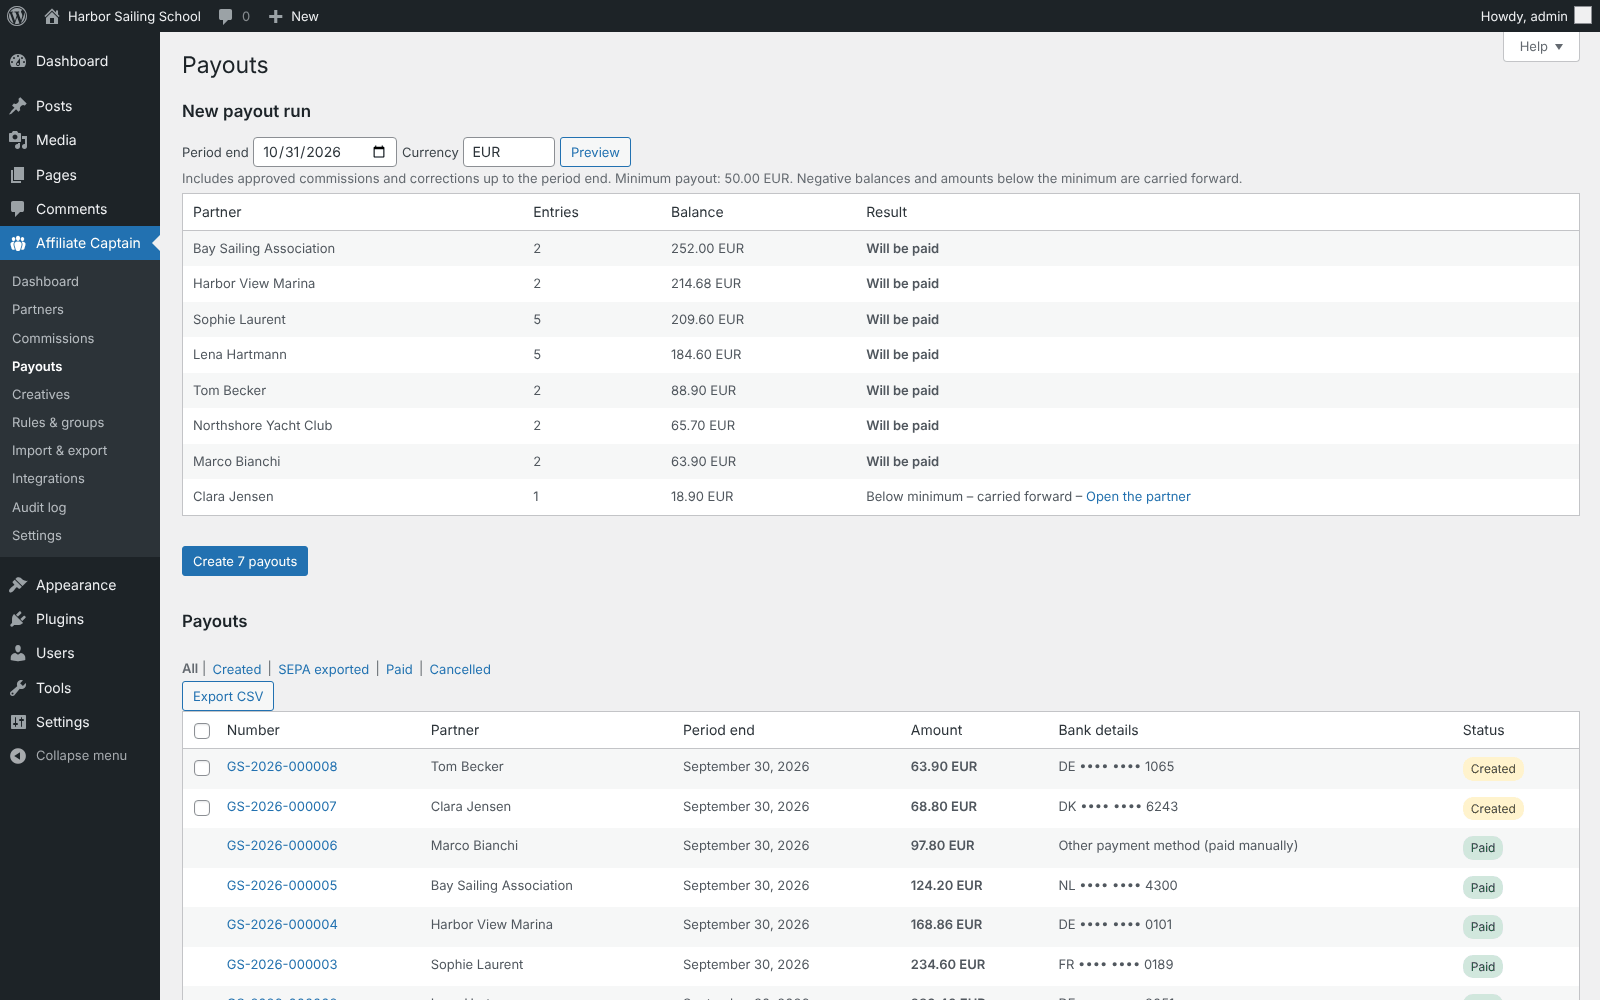 Harbor Sailing School 0 New Howdy, admin
Help
Dashboard
Posts
Media
Pages
Comments
Affiliate Captain
Dashboard
Partners
Commissions
Payouts
Creatives
Rules & groups
Import & export
Integrations
Audit log
Settings
Appearance
Plugins
Users
Tools
Settings
Collapse menu
Payouts
New payout run
Period end 10/31/2026 Currency EUR Preview
Includes approved commissions and corrections up to the period end. Minimum payout: 50.00 EUR. Negative balances and amounts below the minimum are carried forward.
Partner Entries Balance Result
Bay Sailing Association 2 252.00 EUR Will be paid
Harbor View Marina 2 214.68 EUR Will be paid
Sophie Laurent 5 209.60 EUR Will be paid
Lena Hartmann 5 184.60 EUR Will be paid
Tom Becker 2 88.90 EUR Will be paid
Northshore Yacht Club 2 65.70 EUR Will be paid
Marco Bianchi 2 63.90 EUR Will be paid
Clara Jensen 1 18.90 EUR Below minimum – carried forward – Open the partner
Create 7 payouts
Payouts
All | Created | SEPA exported | Paid | Cancelled
Export CSV
Number Partner Period end Amount Bank details Status
GS-2026-000008 Tom Becker September 30, 2026 63.90 EUR DE •••• •••• 1065 Created
GS-2026-000007 Clara Jensen September 30, 2026 68.80 EUR DK •••• •••• 6243 Created
GS-2026-000006 Marco Bianchi September 30, 2026 97.80 EUR Other payment method (paid manually) Paid
GS-2026-000005 Bay Sailing Association September 30, 2026 124.20 EUR NL •••• •••• 4300 Paid
GS-2026-000004 Harbor View Marina September 30, 2026 168.86 EUR DE •••• •••• 0101 Paid
GS-2026-000003 Sophie Laurent September 30, 2026 234.60 EUR FR •••• •••• 0189 Paid